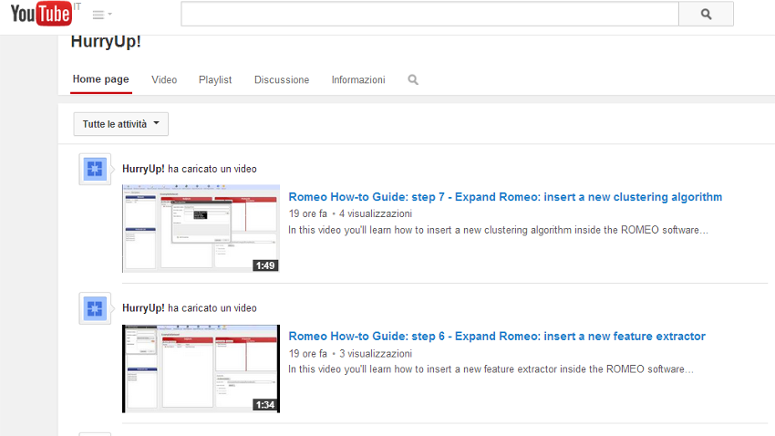 YouTube IT
HurryUp!
Home page Video Playlist Discussione Informazioni
Tutte le attività
HurryUp! ha caricato un video
Romeo How-to Guide: step 7 - Expand Romeo: insert a new clustering algorithm
19 ore fa • 4 visualizzazioni
In this video you'll learn how to insert a new clustering algorithm inside the ROMEO software...
1:49
HurryUp! ha caricato un video
Romeo How-to Guide: step 6 - Expand Romeo: insert a new feature extractor
19 ore fa • 3 visualizzazioni
In this video you'll learn how to insert a new feature extractor inside the ROMEO software...
1:34